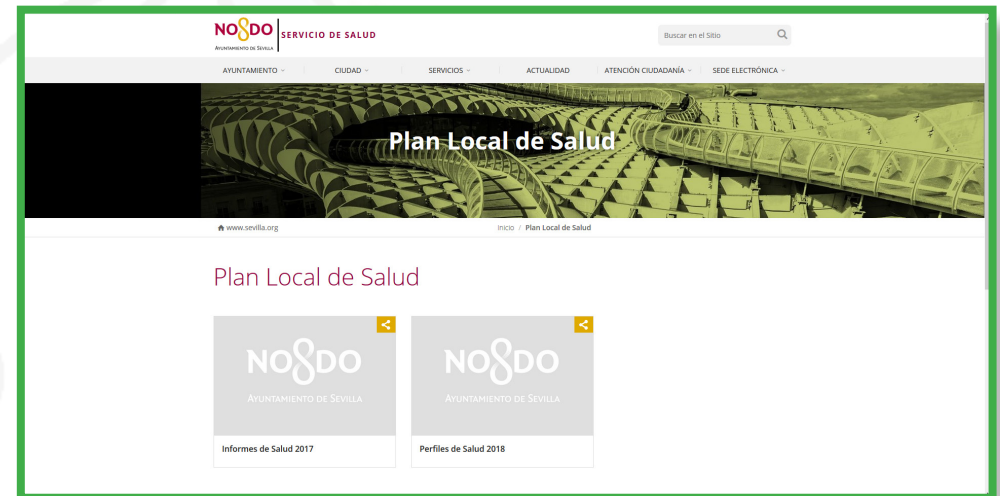 NO8DO
AYUNTAMIENTO DE SEVILLA
SERVICIO DE SALUD
Buscar en el Sitio
AYUNTAMIENTO CIUDAD SERVICIOS ACTUALIDAD ATENCIÓN CIUDADANÍA SEDE ELECTRÓNICA
Plan Local de Salud
www.sevilla.org
Inicio / Plan Local de Salud
Plan Local de Salud
NO8DO
AYUNTAMIENTO DE SEVILLA
Informes de Salud 2017
NO8DO
AYUNTAMIENTO DE SEVILLA
Perfiles de Salud 2018